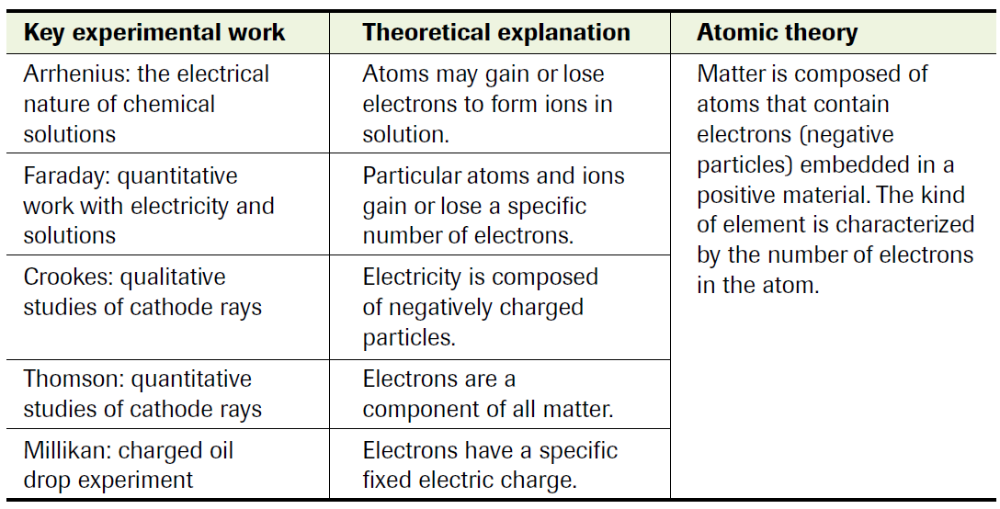 Key experimental work
Theoretical explanation
Atomic theory
Arrhenius: the electrical
nature of chemical
solutions
Atoms may gain or lose
electrons to form ions in
solution.
Matter is composed of
atoms that contain
electrons (negative
particles) embedded in a
positive material. The kind
of element is characterized
by the number of electrons
in the atom.
Faraday: quantitative
work with electricity and
solutions
Particular atoms and ions
gain or lose a specific
number of electrons.
Crookes: qualitative
studies of cathode rays
Electricity is composed
of negatively charged
particles.
Thomson: quantitative
studies of cathode rays
Electrons are a
component of all matter.
Millikan: charged oil
drop experiment
Electrons have a specific
fixed electric charge.